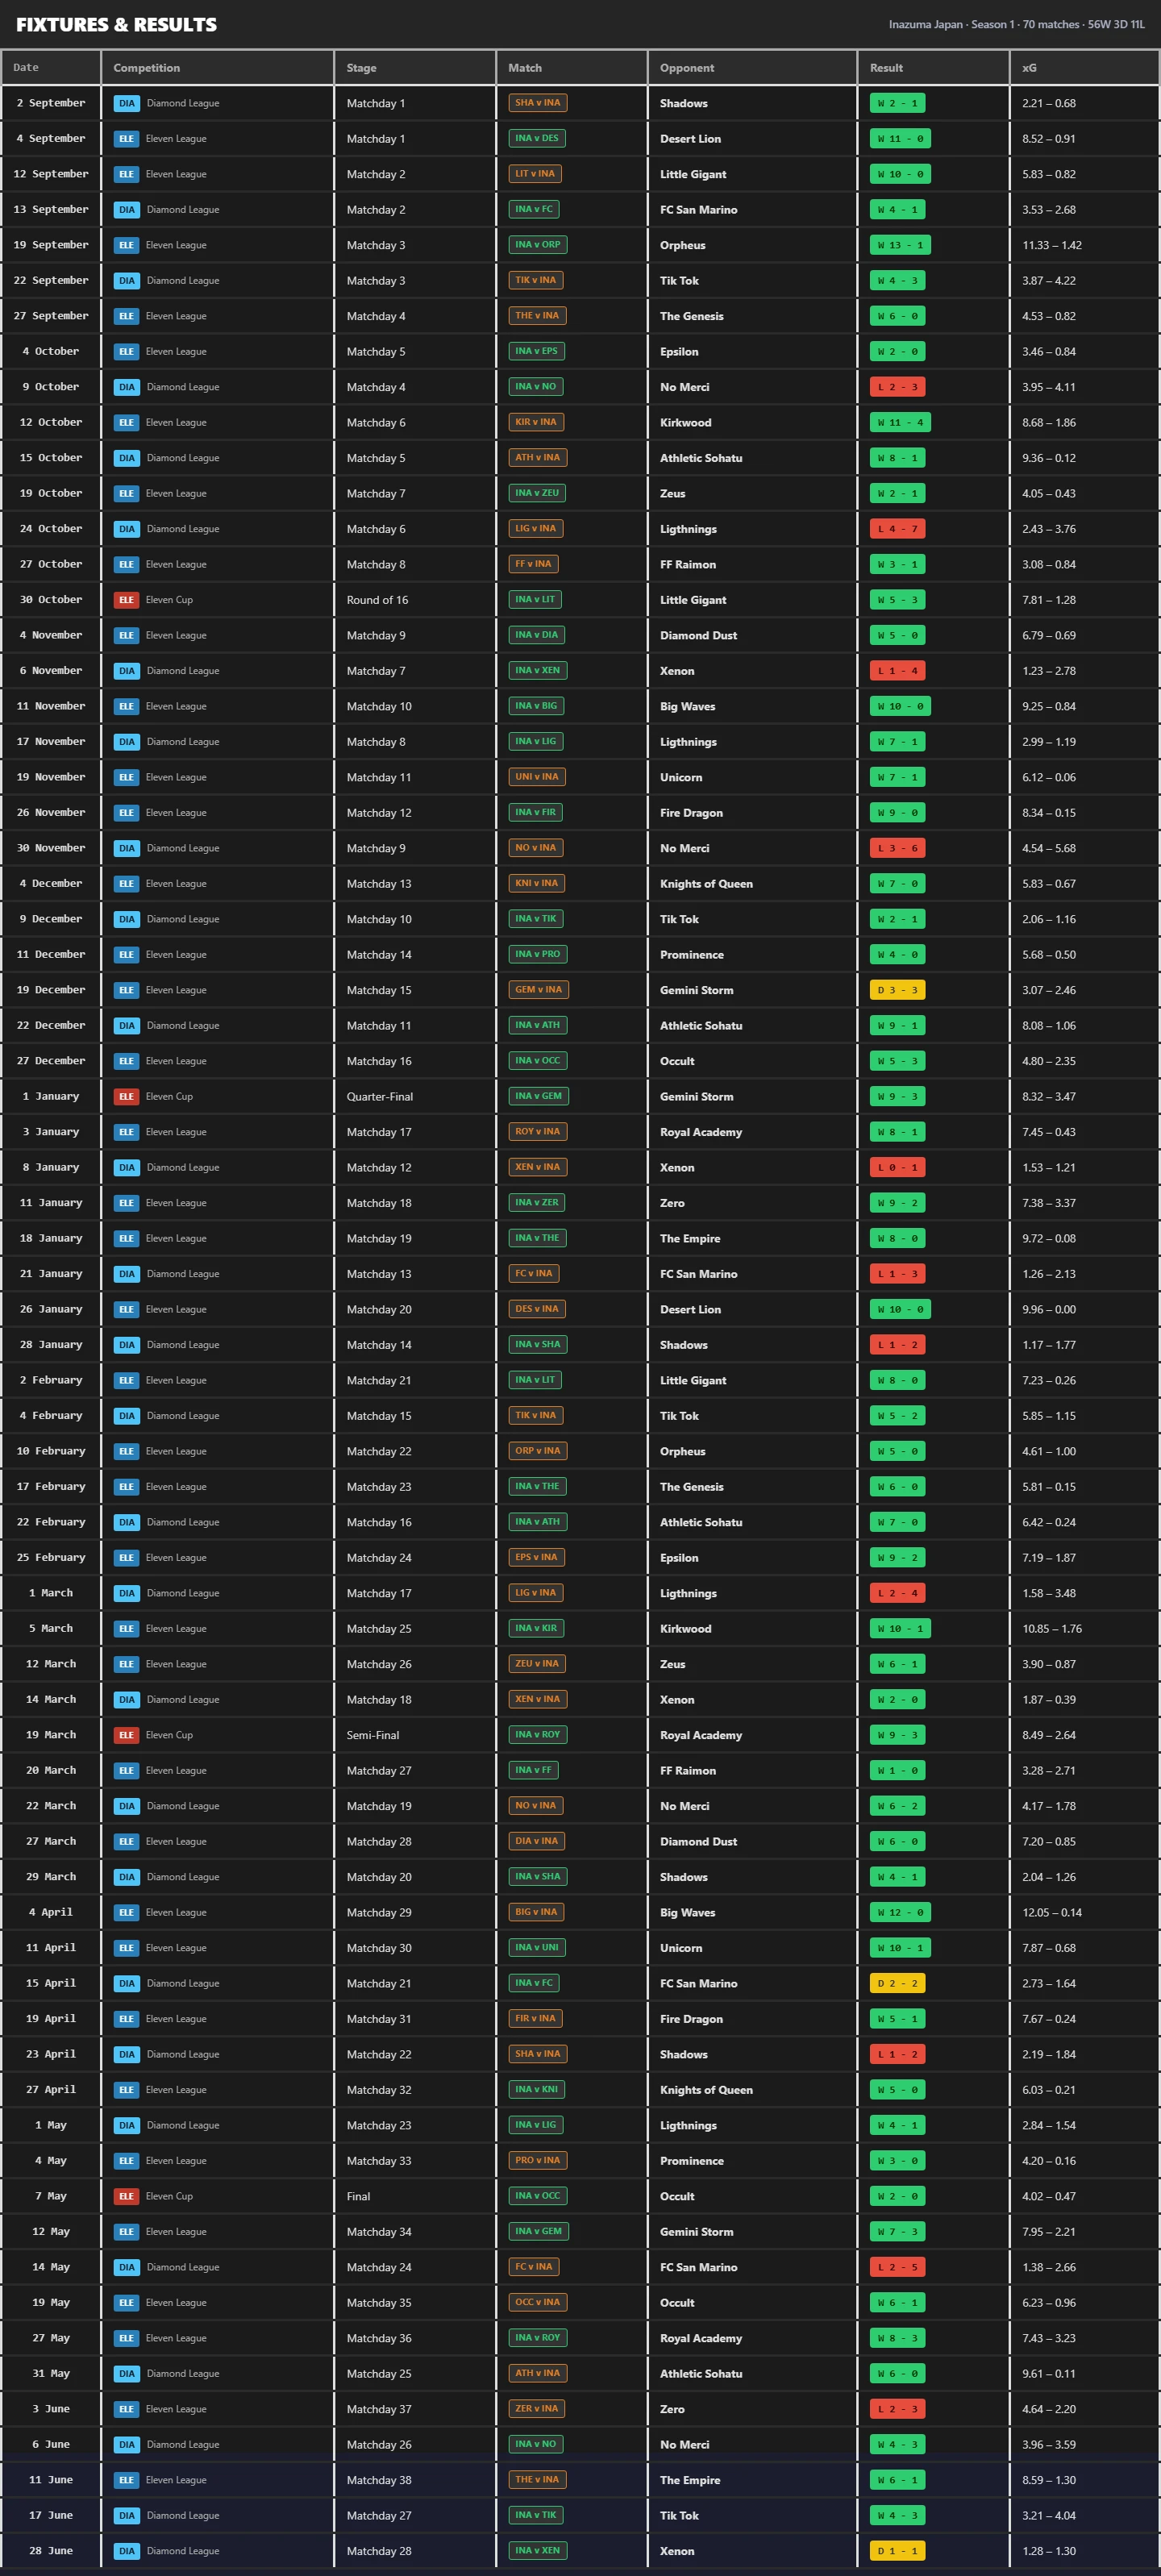 FIXTURES & RESULTS Inazuma Japan · Season 1 · 70 matches · 56W 3D 11L
Date Competition Stage Match Opponent Result xG
2 September DIA Diamond League Matchday 1 SHA v INA Shadows W 2 - 1 2.21 – 0.68
4 September ELE Eleven League Matchday 1 INA v DES Desert Lion W 11 - 0 8.52 – 0.91
12 September ELE Eleven League Matchday 2 LIT v INA Little Gigant W 10 - 0 5.83 – 0.82
13 September DIA Diamond League Matchday 2 INA v FC FC San Marino W 4 - 1 3.53 – 2.68
19 September ELE Eleven League Matchday 3 INA v ORP Orpheus W 13 - 1 11.33 – 1.42
22 September DIA Diamond League Matchday 3 TIK v INA Tik Tok W 4 - 3 3.87 – 4.22
27 September ELE Eleven League Matchday 4 THE v INA The Genesis W 6 - 0 4.53 – 0.82
4 October ELE Eleven League Matchday 5 INA v EPS Epsilon W 2 - 0 3.46 – 0.84
9 October DIA Diamond League Matchday 4 INA v NO No Merci L 2 - 3 3.95 – 4.11
12 October ELE Eleven League Matchday 6 KIR v INA Kirkwood W 11 - 4 8.68 – 1.86
15 October DIA Diamond League Matchday 5 ATH v INA Athletic Sohatu W 8 - 1 9.36 – 0.12
19 October ELE Eleven League Matchday 7 INA v ZEU Zeus W 2 - 1 4.05 – 0.43
24 October DIA Diamond League Matchday 6 LIG v INA Ligthnings L 4 - 7 2.43 – 3.76
27 October ELE Eleven League Matchday 8 FF v INA FF Raimon W 3 - 1 3.08 – 0.84
30 October ELE Eleven Cup Round of 16 INA v LIT Little Gigant W 5 - 3 7.81 – 1.28
4 November ELE Eleven League Matchday 9 INA v DIA Diamond Dust W 5 - 0 6.79 – 0.69
6 November DIA Diamond League Matchday 7 INA v XEN Xenon L 1 - 4 1.23 – 2.78
11 November ELE Eleven League Matchday 10 INA v BIG Big Waves W 10 - 0 9.25 – 0.84
17 November DIA Diamond League Matchday 8 INA v LIG Ligthnings W 7 - 1 2.99 – 1.19
19 November ELE Eleven League Matchday 11 UNI v INA Unicorn W 7 - 1 6.12 – 0.06
26 November ELE Eleven League Matchday 12 INA v FIR Fire Dragon W 9 - 0 8.34 – 0.15
30 November DIA Diamond League Matchday 9 NO v INA No Merci L 3 - 6 4.54 – 5.68
4 December ELE Eleven League Matchday 13 KNI v INA Knights of Queen W 7 - 0 5.83 – 0.67
9 December DIA Diamond League Matchday 10 INA v TIK Tik Tok W 2 - 1 2.06 – 1.16
11 December ELE Eleven League Matchday 14 INA v PRO Prominence W 4 - 0 5.68 – 0.50
19 December ELE Eleven League Matchday 15 GEM v INA Gemini Storm D 3 - 3 3.07 – 2.46
22 December DIA Diamond League Matchday 11 INA v ATH Athletic Sohatu W 9 - 1 8.08 – 1.06
27 December ELE Eleven League Matchday 16 INA v OCC Occult W 5 - 3 4.80 – 2.35
1 January ELE Eleven Cup Quarter-Final INA v GEM Gemini Storm W 9 - 3 8.32 – 3.47
3 January ELE Eleven League Matchday 17 ROY v INA Royal Academy W 8 - 1 7.45 – 0.43
8 January DIA Diamond League Matchday 12 XEN v INA Xenon L 0 - 1 1.53 – 1.21
11 January ELE Eleven League Matchday 18 INA v ZER Zero W 9 - 2 7.38 – 3.37
18 January ELE Eleven League Matchday 19 INA v THE The Empire W 8 - 0 9.72 – 0.08
21 January DIA Diamond League Matchday 13 FC v INA FC San Marino L 1 - 3 1.26 – 2.13
26 January ELE Eleven League Matchday 20 DES v INA Desert Lion W 10 - 0 9.96 – 0.00
28 January DIA Diamond League Matchday 14 INA v SHA Shadows L 1 - 2 1.17 – 1.77
2 February ELE Eleven League Matchday 21 INA v LIT Little Gigant W 8 - 0 7.23 – 0.26
4 February DIA Diamond League Matchday 15 TIK v INA Tik Tok W 5 - 2 5.85 – 1.15
10 February ELE Eleven League Matchday 22 ORP v INA Orpheus W 5 - 0 4.61 – 1.00
17 February ELE Eleven League Matchday 23 INA v THE The Genesis W 6 - 0 5.81 – 0.15
22 February DIA Diamond League Matchday 16 INA v ATH Athletic Sohatu W 7 - 0 6.42 – 0.24
25 February ELE Eleven League Matchday 24 EPS v INA Epsilon W 9 - 2 7.19 – 1.87
1 March DIA Diamond League Matchday 17 LIG v INA Ligthnings L 2 - 4 1.58 – 3.48
5 March ELE Eleven League Matchday 25 INA v KIR Kirkwood W 10 - 1 10.85 – 1.76
12 March ELE Eleven League Matchday 26 ZEU v INA Zeus W 6 - 1 3.90 – 0.87
14 March DIA Diamond League Matchday 18 XEN v INA Xenon W 2 - 0 1.87 – 0.39
19 March ELE Eleven Cup Semi-Final INA v ROY Royal Academy W 9 - 3 8.49 – 2.64
20 March ELE Eleven League Matchday 27 INA v FF FF Raimon W 1 - 0 3.28 – 2.71
22 March DIA Diamond League Matchday 19 NO v INA No Merci W 6 - 2 4.17 – 1.78
27 March ELE Eleven League Matchday 28 DIA v INA Diamond Dust W 6 - 0 7.20 – 0.85
29 March DIA Diamond League Matchday 20 INA v SHA Shadows W 4 - 1 2.04 – 1.26
4 April ELE Eleven League Matchday 29 BIG v INA Big Waves W 12 - 0 12.05 – 0.14
11 April ELE Eleven League Matchday 30 INA v UNI Unicorn W 10 - 1 7.87 – 0.68
15 April DIA Diamond League Matchday 21 INA v FC FC San Marino D 2 - 2 2.73 – 1.64
19 April ELE Eleven League Matchday 31 FIR v INA Fire Dragon W 5 - 1 7.67 – 0.24
23 April DIA Diamond League Matchday 22 SHA v INA Shadows L 1 - 2 2.19 – 1.84
27 April ELE Eleven League Matchday 32 INA v KNI Knights of Queen W 5 - 0 6.03 – 0.21
1 May DIA Diamond League Matchday 23 INA v LIG Ligthnings W 4 - 1 2.84 – 1.54
4 May ELE Eleven League Matchday 33 PRO v INA Prominence W 3 - 0 4.20 – 0.16
7 May ELE Eleven Cup Final INA v OCC Occult W 2 - 0 4.02 – 0.47
12 May ELE Eleven League Matchday 34 INA v GEM Gemini Storm W 7 - 3 7.95 – 2.21
14 May DIA Diamond League Matchday 24 FC v INA FC San Marino L 2 - 5 1.38 – 2.66
19 May ELE Eleven League Matchday 35 OCC v INA Occult W 6 - 1 6.23 – 0.96
27 May ELE Eleven League Matchday 36 INA v ROY Royal Academy W 8 - 3 7.43 – 3.23
31 May DIA Diamond League Matchday 25 ATH v INA Athletic Sohatu W 6 - 0 9.61 – 0.11
3 June ELE Eleven League Matchday 37 ZER v INA Zero L 2 - 3 4.64 – 2.20
6 June DIA Diamond League Matchday 26 INA v NO No Merci W 4 - 3 3.96 – 3.59
11 June ELE Eleven League Matchday 38 THE v INA The Empire W 6 - 1 8.59 – 1.30
17 June DIA Diamond League Matchday 27 INA v TIK Tik Tok W 4 - 3 3.21 – 4.04
28 June DIA Diamond League Matchday 28 INA v XEN Xenon D 1 - 1 1.28 – 1.30